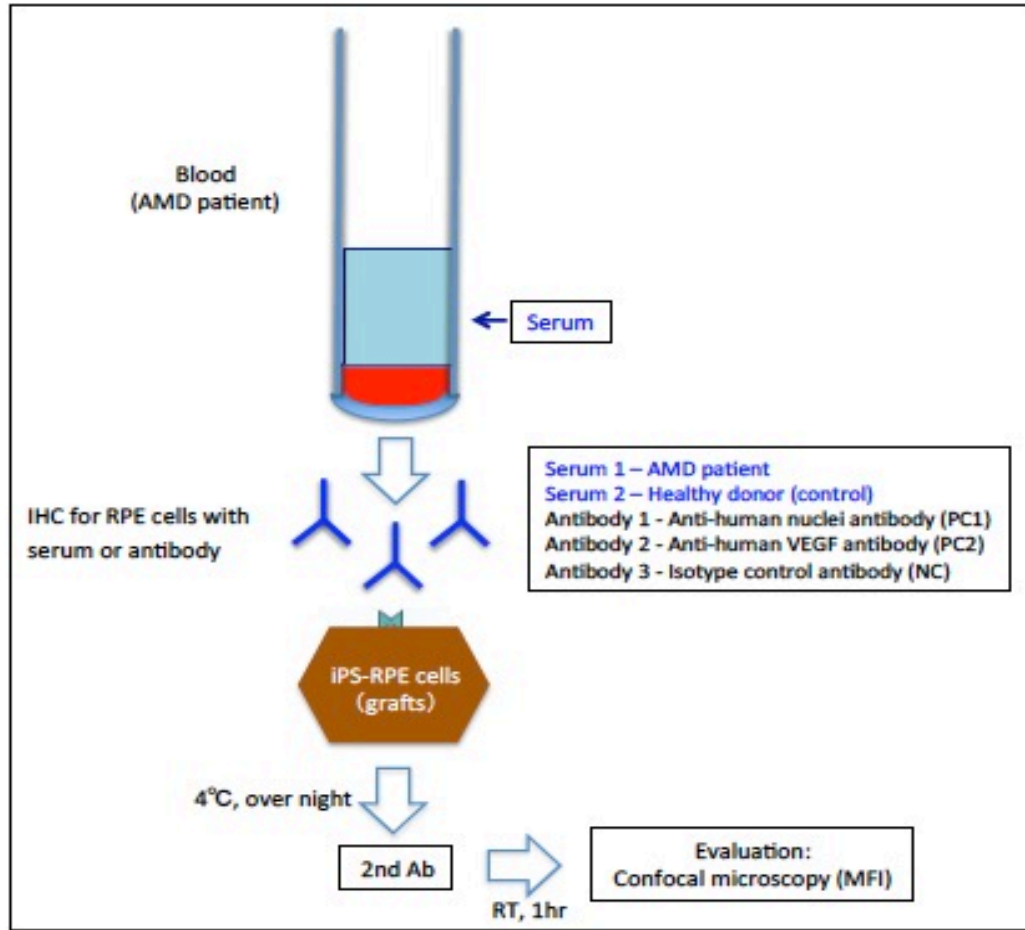 Blood
(AMD patient)
Serum
Serum 1 – AMD patient
Serum 2 – Healthy donor (control)
Antibody 1 - Anti-human nuclei antibody (PC1)
Antibody 2 - Anti-human VEGF antibody (PC2)
Antibody 3 - Isotype control antibody (NC)
IHC for RPE cells with
serum or antibody
iPS-RPE cells
(grafts)
4℃, over night
2nd Ab
RT, 1hr
Evaluation:
Confocal microscopy (MFI)